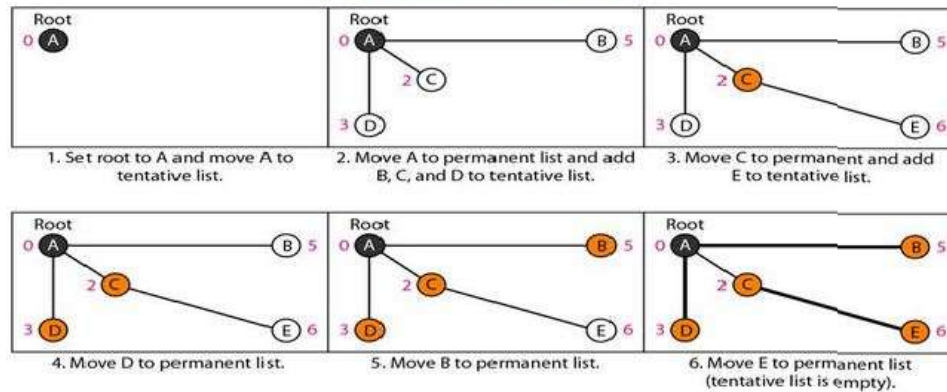 Root
0 A
1. Set root to A and move A to
tentative list.
Root
0 A B 5
2 C
3 D
2. Move A to permanent list and add
B, C, and D to tentative list.
Root
0 A B 5
2 C
3 D E 6
3. Move C to permanent and add
E to tentative list.
Root
0 A B 5
2 C
3 D E 6
4. Move D to permanent list.
Root
0 A B 5
2 C
3 D E 6
5. Move B to permanent list.
Root
0 A B 5
2 C
3 D E 6
6. Move E to permanent list
(tentative list is empty).